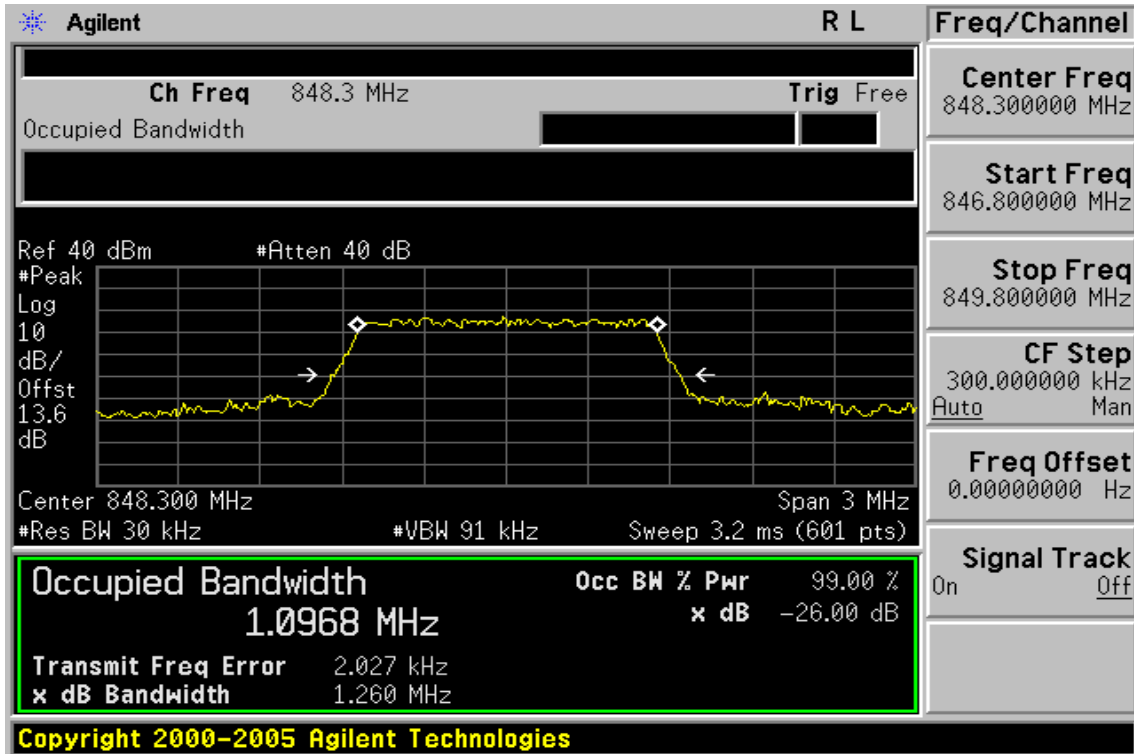 Agilent R L
Freq/Channel
Ch Freq 848.3 MHz Trig Free
Occupied Bandwidth
Center Freq
848.300000 MHz
Start Freq
846.800000 MHz
Stop Freq
849.800000 MHz
CF Step
300.000000 kHz
Auto Man
Freq Offset
0.00000000 Hz
Signal Track
On Off
Ref 40 dBm #Atten 40 dB
#Peak
Log
10
dB/
Offst
13.6
dB
Center 848.300 MHz Span 3 MHz
#Res BW 30 kHz #VBW 91 kHz Sweep 3.2 ms (601 pts)
Occupied Bandwidth Occ BW % Pwr 99.00 %
1.0968 MHz x dB -26.00 dB
Transmit Freq Error 2.027 kHz
x dB Bandwidth 1.260 MHz
Copyright 2000-2005 Agilent Technologies